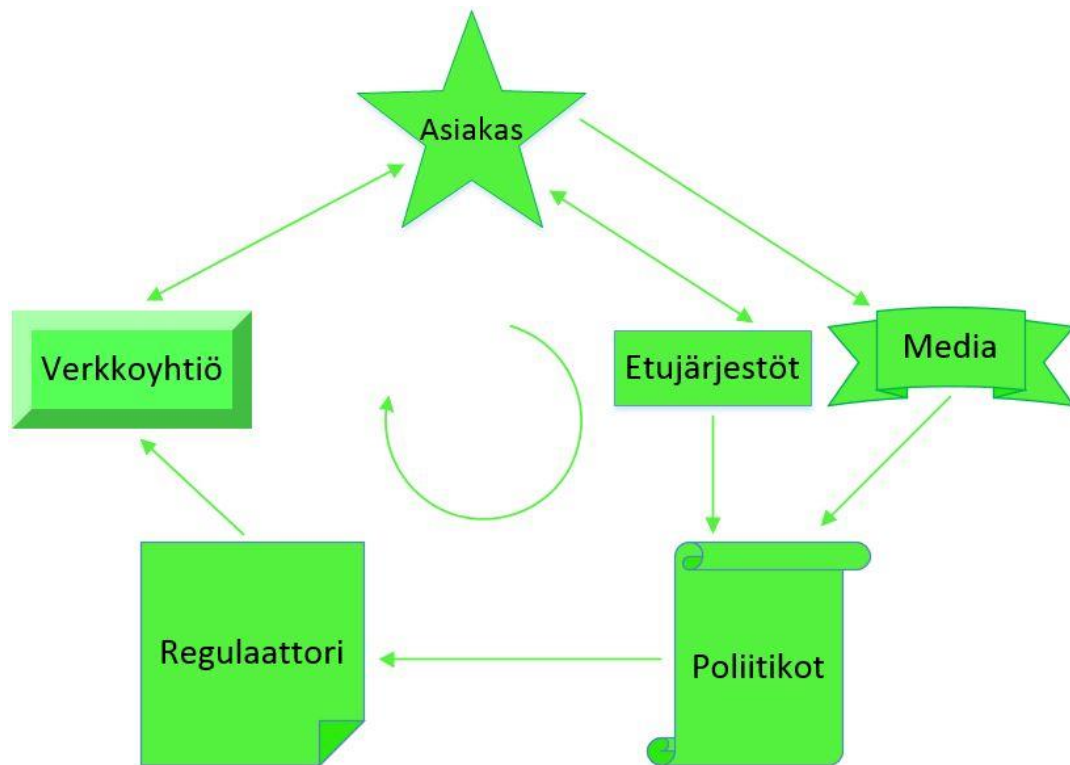 Asiakas
Verkkoyhtiö
Etujärjestöt
Media
Regulaattori
Poliitikot